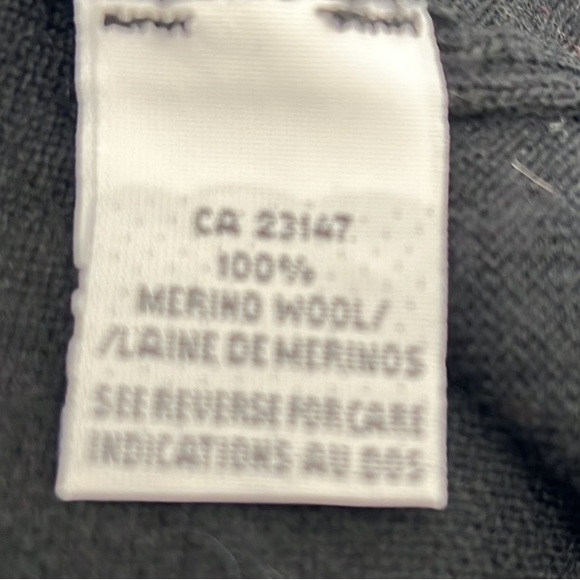 CA 23147
100%
MERINO WOOL/
/LAINE DE MERINOS
SEE REVERSE FOR CARE
INDICATIONS AU DOS